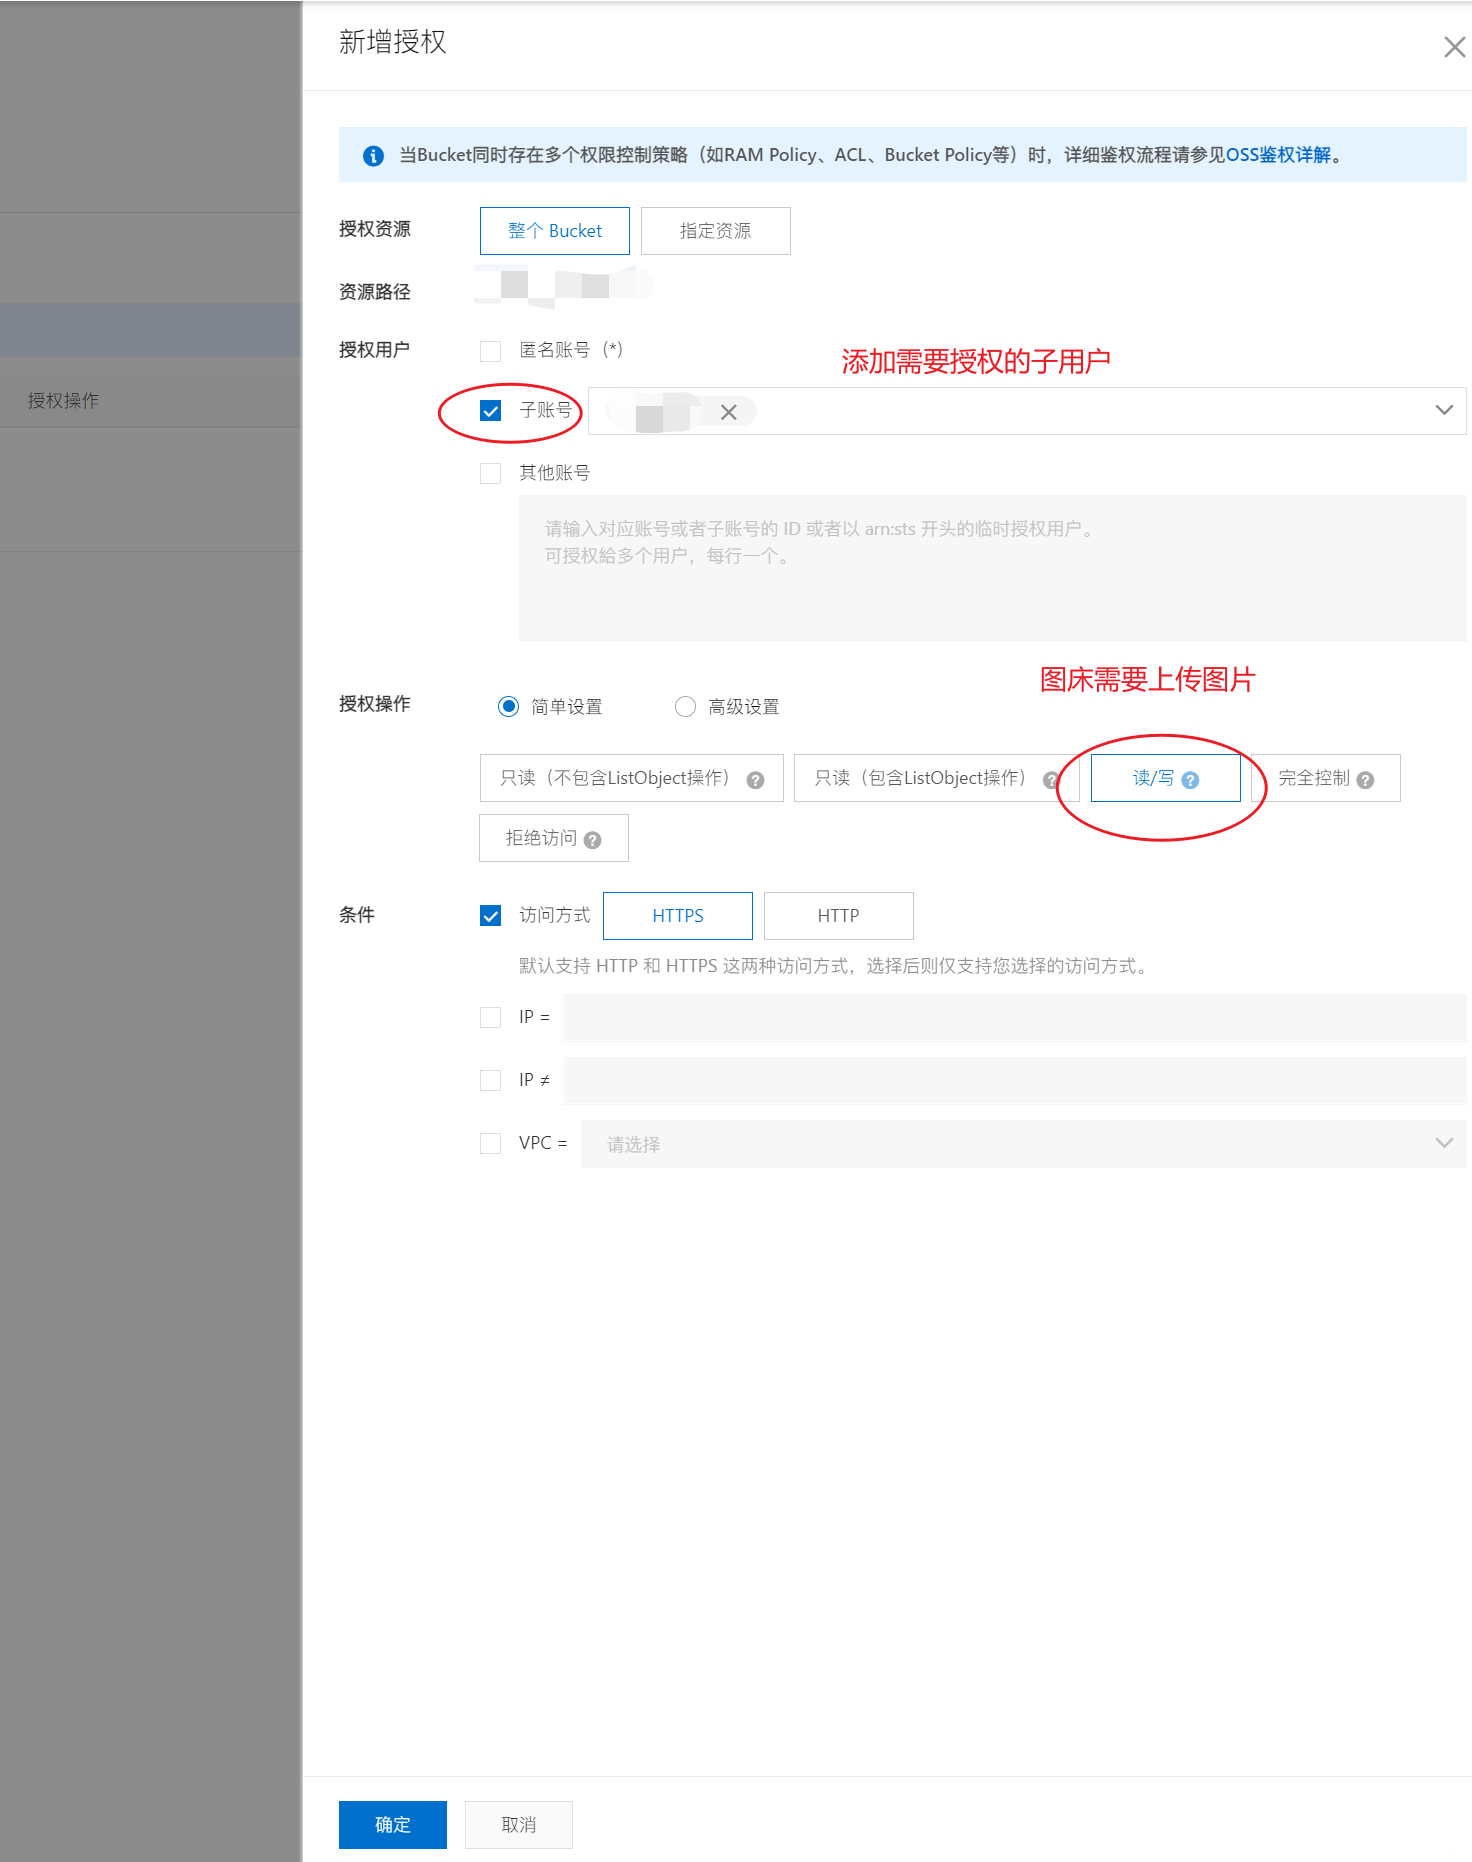 新增授权
当Bucket同时存在多个权限控制策略（如RAM Policy、ACL、Bucket Policy等）时，详细鉴权流程请参见OSS鉴权详解。
授权资源
整个 Bucket
指定资源
资源路径
授权用户
匿名账号（*）
添加需要授权的子用户
授权操作
子账号
其他账号
请输入对应账号或者子账号的 ID 或者以 arn:sts 开头的临时授权用户。
可授权給多个用户，每行一个。
图床需要上传图片
授权操作
简单设置
高级设置
只读（不包含ListObject操作）
只读（包含ListObject操作）
读/写
完全控制
拒绝访问
条件
访问方式
HTTPS
HTTP
默认支持 HTTP 和 HTTPS 这两种访问方式，选择后则仅支持您选择的访问方式。
IP =
IP ≠
VPC =
请选择
确定
取消